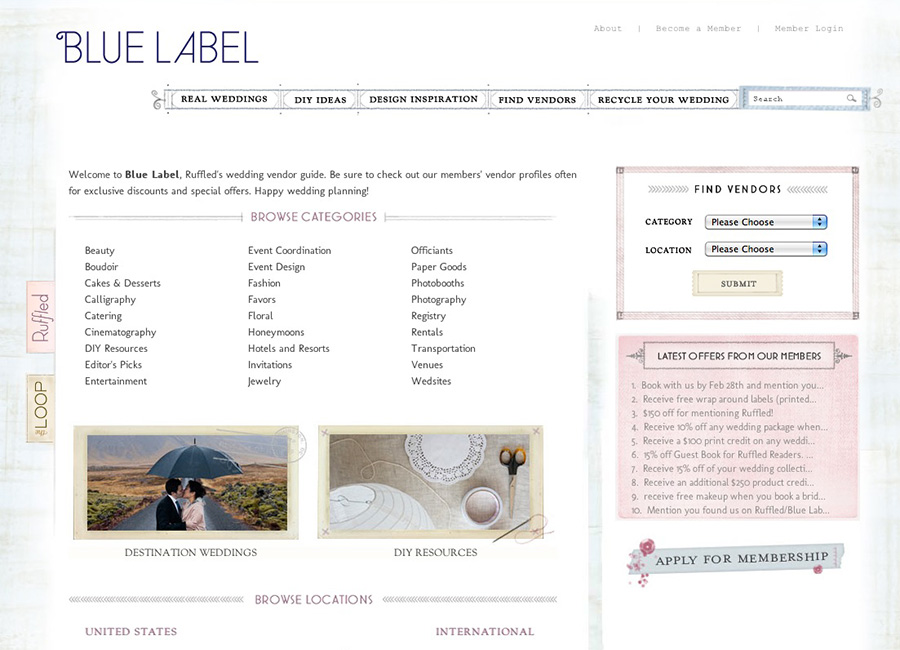 BLUE LABEL
About | Become a Member | Member Login
REAL WEDDINGS
DIY IDEAS
DESIGN INSPIRATION
FIND VENDORS
RECYCLE YOUR WEDDING
Search
Welcome to Blue Label, Ruffled's wedding vendor guide. Be sure to check out our members' vendor profiles often
for exclusive discounts and special offers. Happy wedding planning!
BROWSE CATEGORIES
Beauty
Boudoir
Cakes & Desserts
Calligraphy
Catering
Cinematography
DIY Resources
Editor's Picks
Entertainment
Event Coordination
Event Design
Fashion
Favors
Floral
Honeymoons
Hotels and Resorts
Invitations
Jewelry
Officiants
Paper Goods
Photobooths
Photography
Registry
Rentals
Transportation
Venues
Wedsites
Ruffled
LOOP
DESTINATION WEDDINGS
DIY RESOURCES
BROWSE LOCATIONS
UNITED STATES
INTERNATIONAL
FIND VENDORS
CATEGORY Please Choose
LOCATION Please Choose
SUBMIT
LATEST OFFERS FROM OUR MEMBERS
1. Book with us by Feb 28th and mention you...
2. Receive free wrap around labels (printed...
3. $150 off for mentioning Ruffled!
4. Receive 10% off any wedding package when...
5. Receive a $100 print credit on any weddi...
6. 15% off Guest Book for Ruffled Readers. ...
7. Receive 15% off of your wedding collecti...
8. Receive an additional $250 product credi...
9. receive free makeup when you book a brid...
10. Mention you found us on Ruffled/Blue Lab...
APPLY FOR MEMBERSHIP